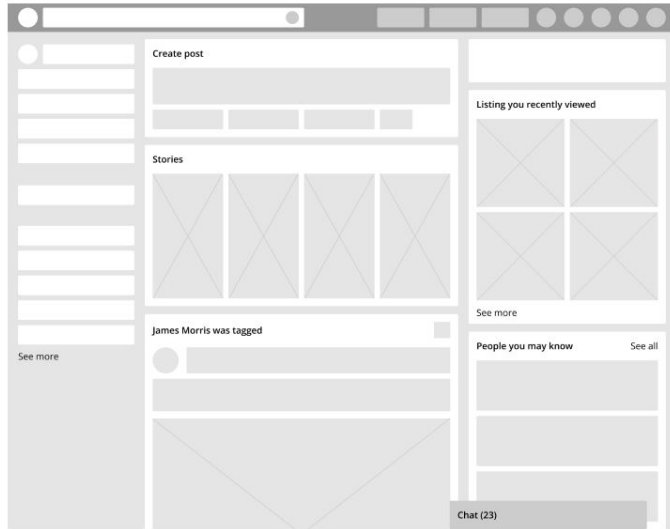 Create post
Listing you recently viewed
Stories
See more
James Morris was tagged
People you may know
See all
See more
Chat (23)